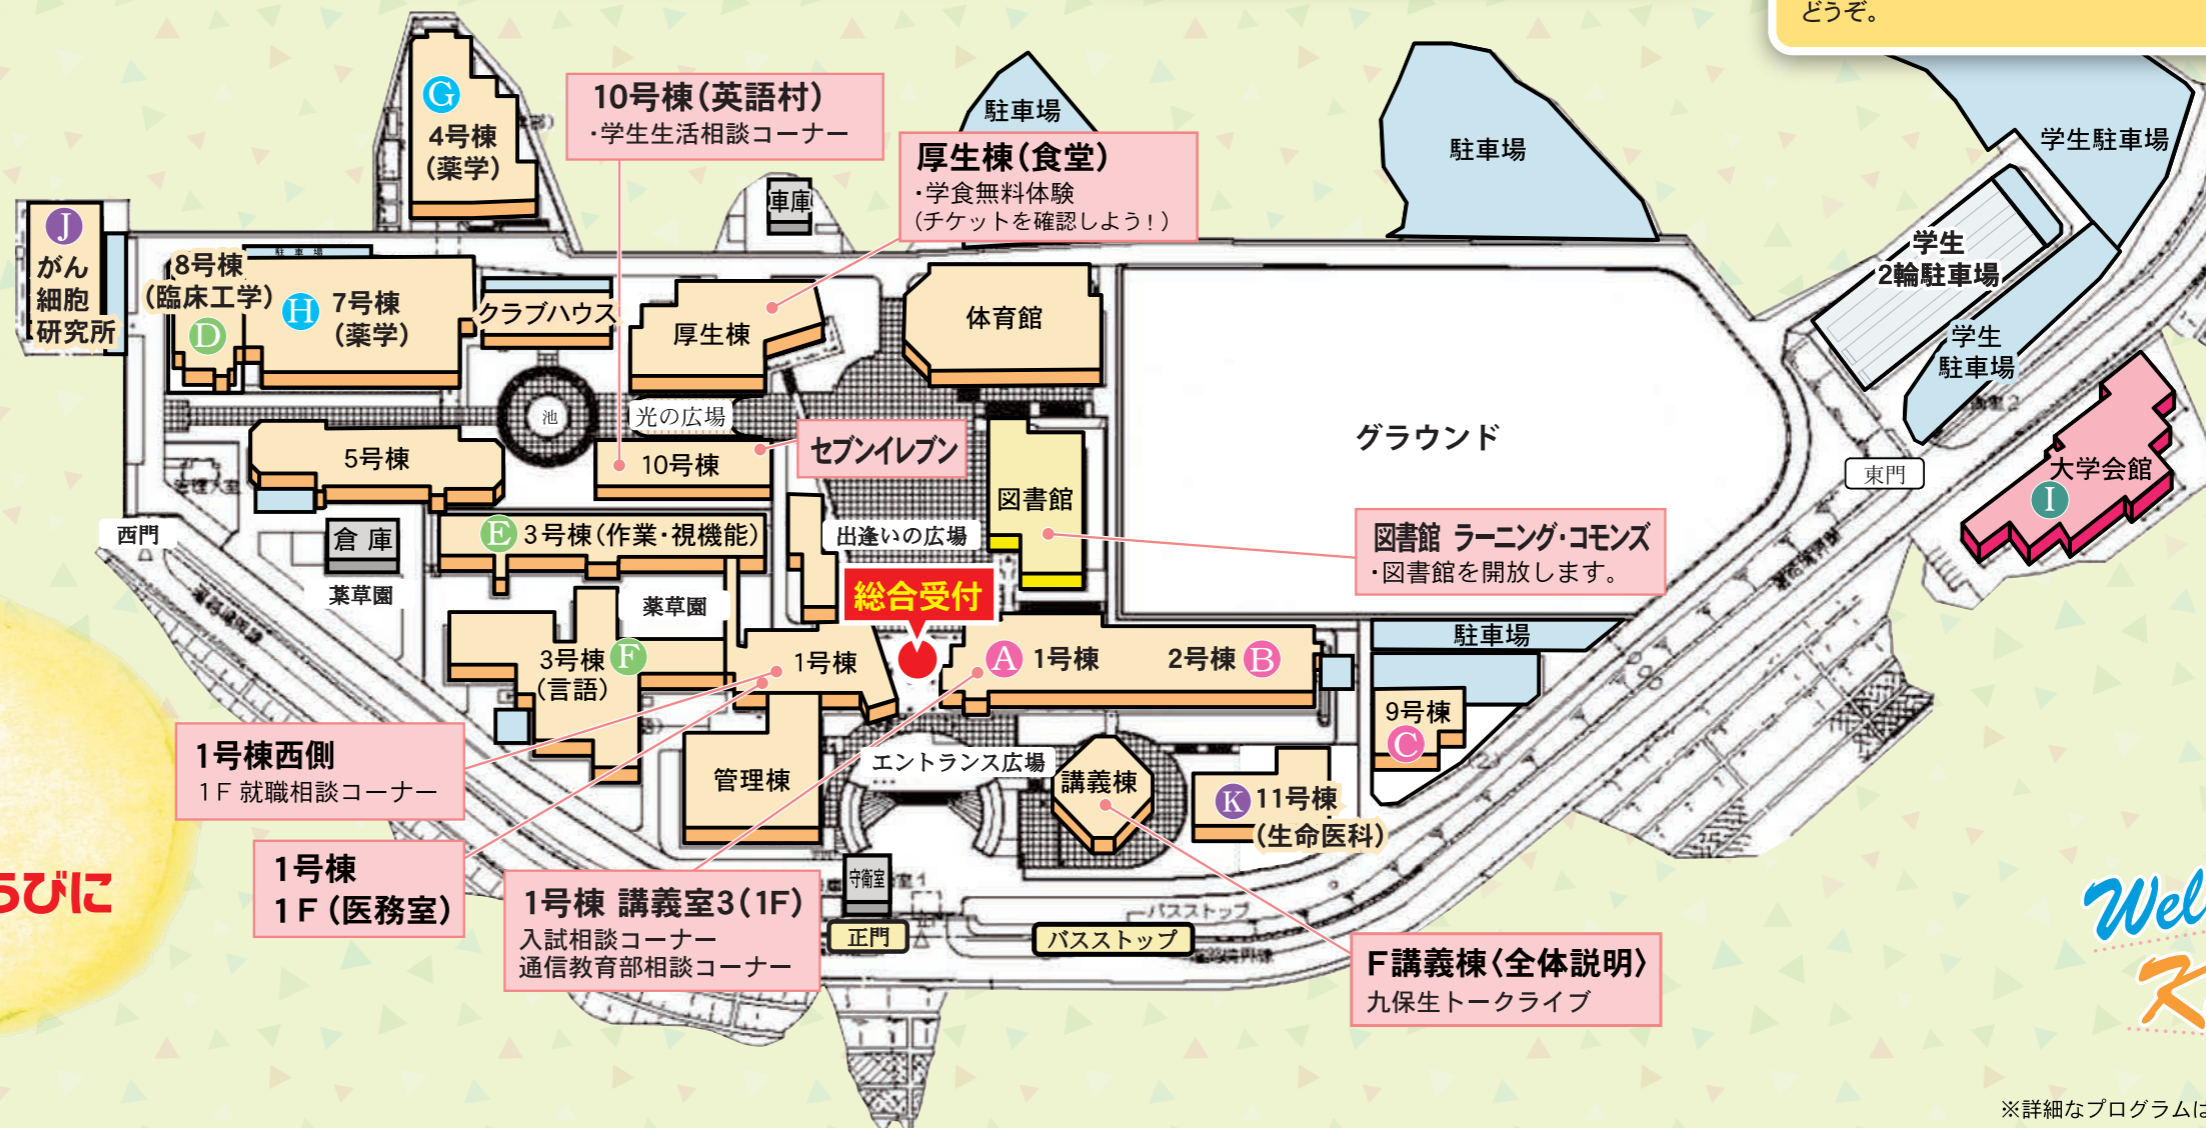 どうぞ。
G
4号棟
(薬学)
10号棟(英語村)
・学生生活相談コーナー
駐車場
厚生棟(食堂)
・学食無料体験
(チケットを確認しよう！)
駐車場
学生駐車場
車庫
J
がん
細胞
研究所
駐車場
8号棟
(臨床工学)
D
H
7号棟
(薬学)
クラブハウス
厚生棟
体育館
学生
2輪駐車場
学生
駐車場
池
光の広場
グラウンド
5号棟
10号棟
セブンイレブン
図書館
東門
大学会館
I
西門
倉庫
薬草園
E
3号棟(作業・視機能)
出逢いの広場
図書館 ラーニング・コモンズ
・図書館を開放します。
薬草園
総合受付
3号棟
(言語)
F
1号棟
A
1号棟
2号棟
B
駐車場
9号棟
C
1号棟西側
1F 就職相談コーナー
管理棟
エントランス広場
講義棟
K
11号棟
(生命医科)
1号棟
1F(医務室)
1号棟 講義室3(1F)
入試相談コーナー
通信教育部相談コーナー
守衛室
正門
バスストップ
バスストップ
F講義棟〈全体説明〉
九保生トークライブ
びに
Wel
K
※詳細なプログラムは